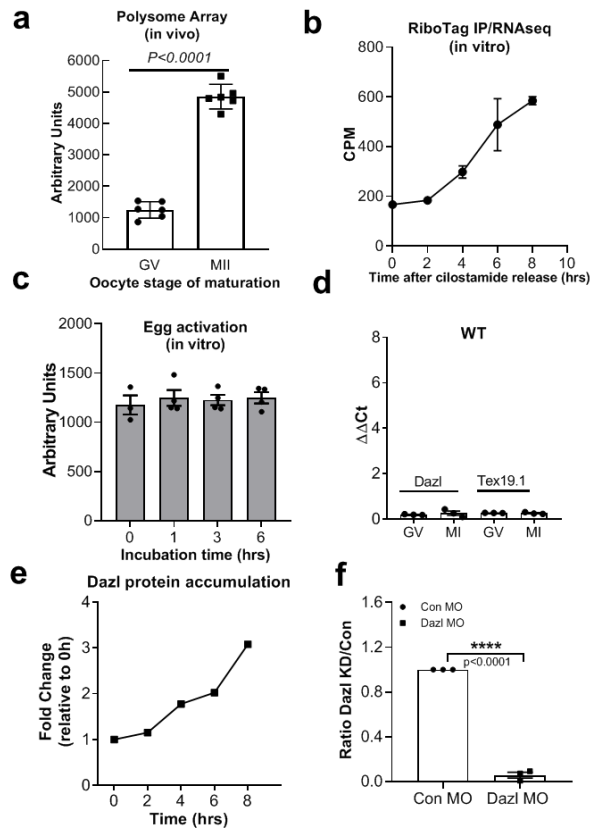 a
Polysome Array
(in vivo)
P<0.0001
Arbitrary Units
6000
5000
4000
3000
2000
1000
0
GV MII
Oocyte stage of maturation
b
RiboTag IP/RNAseq
(in vitro)
CPM
800
600
400
200
0
0 2 4 6 8 10
Time after cilostamide release (hrs)
c
Egg activation
(in vitro)
Arbitrary Units
2000
1500
1000
500
0
0 1 3 6
Incubation time (hrs)
d
WT
ΔΔCt
8
6
4
2
0
Dazl Tex19.1
GV MI GV MI
e
Dazl protein accumulation
Fold Change
(relative to 0h)
4
3
2
1
0
0 2 4 6 8
Time (hrs)
f
Con MO
Dazl MO
****
p<0.0001
Ratio Dazl KD/Con
1.6
1.2
0.8
0.4
0.0
Con MO Dazl MO